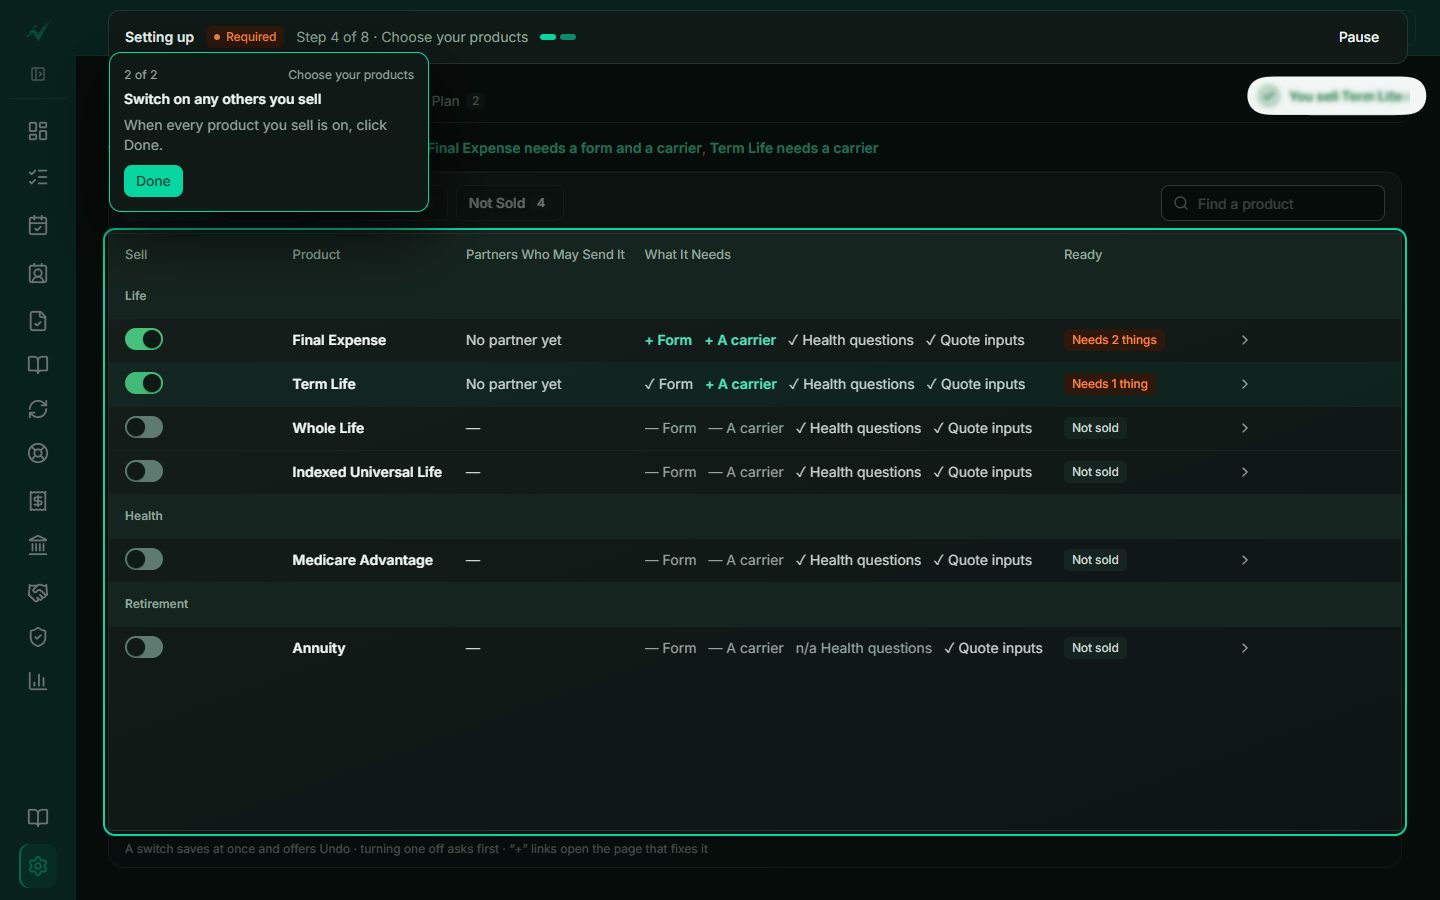 Setting up Required Step 4 of 8 · Choose your products Pause
2 of 2 Choose your products
Switch on any others you sell
When every product you sell is on, click
Done.
Done
Plan 2
You sell Term Life
Final Expense needs a form and a carrier, Term Life needs a carrier
Not Sold 4
Find a product
Sell Product Partners Who May Send It What It Needs Ready
Life
Final Expense No partner yet + Form + A carrier ✓ Health questions ✓ Quote inputs Needs 2 things
Term Life No partner yet ✓ Form + A carrier ✓ Health questions ✓ Quote inputs Needs 1 thing
Whole Life — — Form — A carrier ✓ Health questions ✓ Quote inputs Not sold
Indexed Universal Life — — Form — A carrier ✓ Health questions ✓ Quote inputs Not sold
Health
Medicare Advantage — — Form — A carrier ✓ Health questions ✓ Quote inputs Not sold
Retirement
Annuity — — Form — A carrier n/a Health questions ✓ Quote inputs Not sold
A switch saves at once and offers Undo · turning one off asks first · “+” links open the page that fixes it